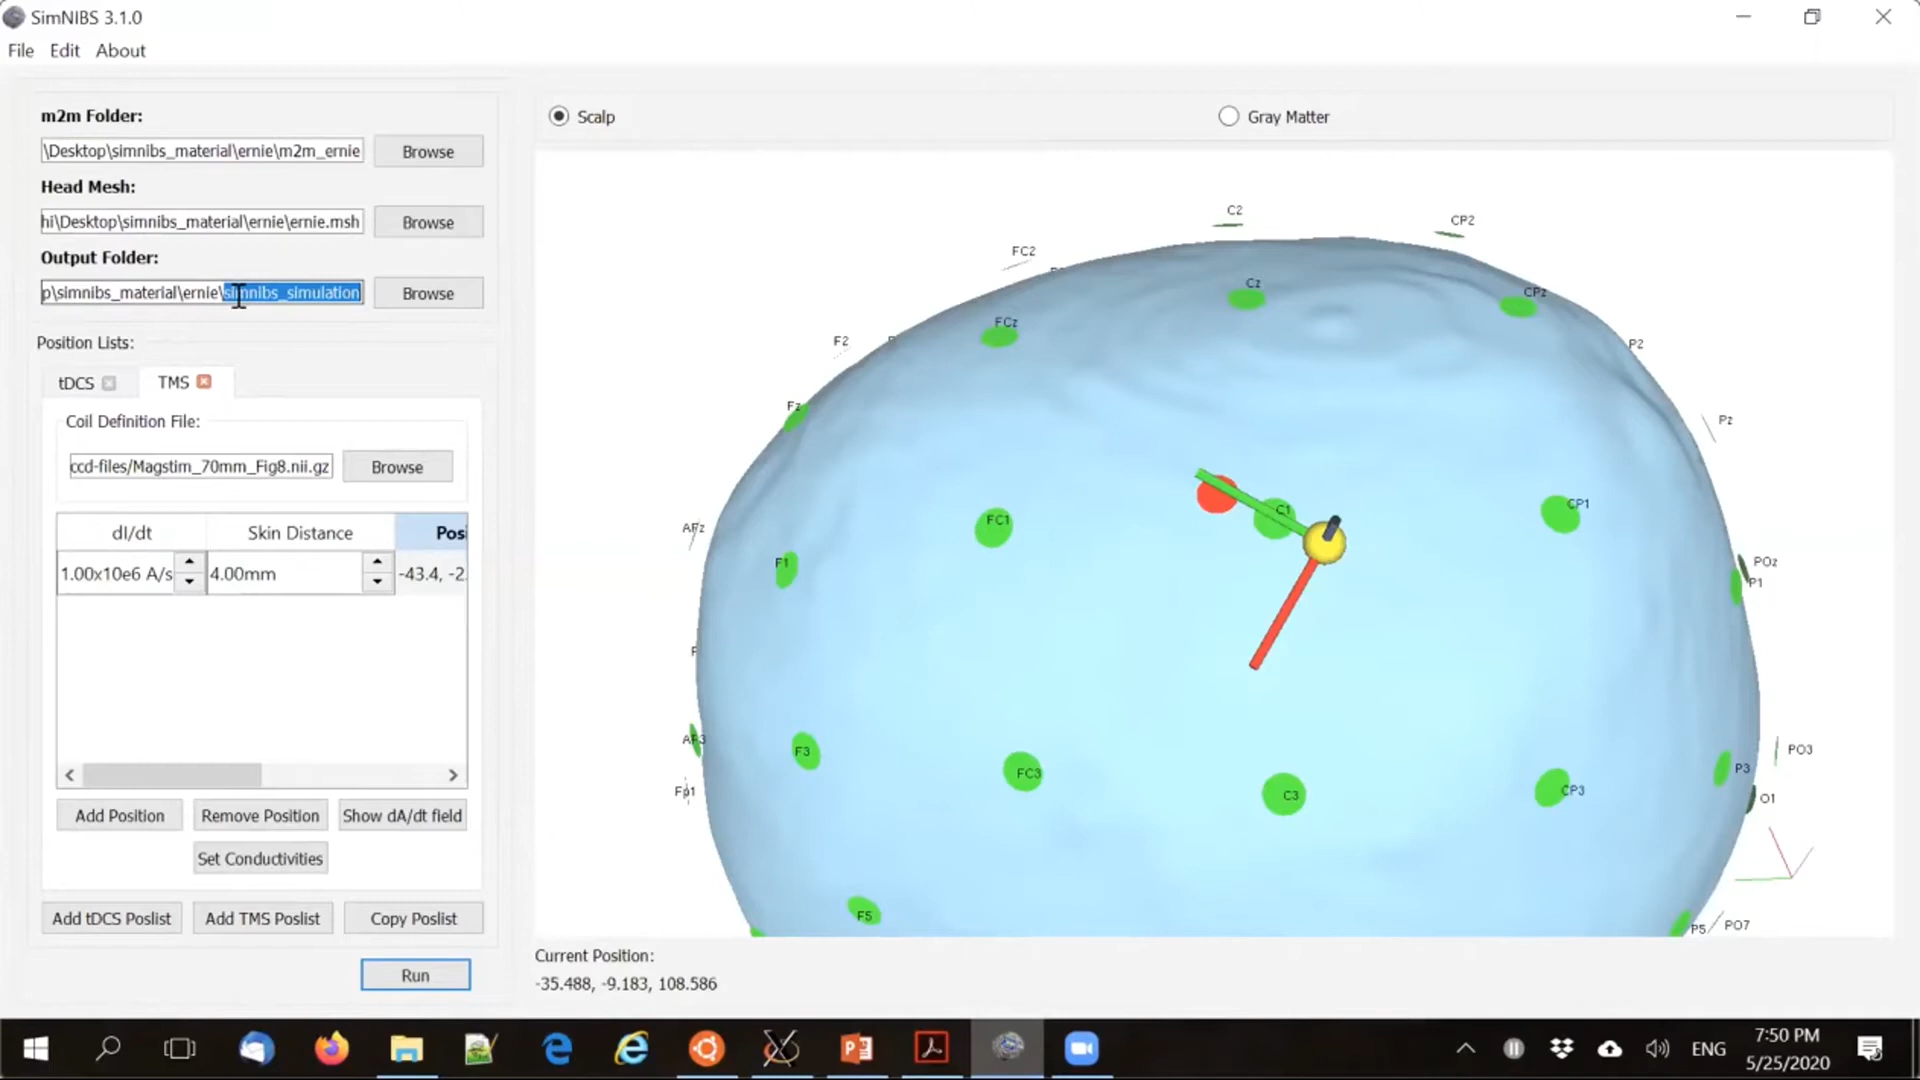 SimNIBS 3.1.0
File Edit About
m2m Folder:
\Desktop\simnibs_material\ernie\m2m_ernie Browse
Head Mesh:
hi\Desktop\simnibs_material\ernie\ernie.msh Browse
Output Folder:
p\simnibs_material\ernie\simnibs_simulation Browse
Position Lists:
tDCS TMS
Coil Definition File:
ccd-files/Magstim_70mm_Fig8.nii.gz Browse
dI/dt Skin Distance Posi
1.00x10e6 A/s 4.00mm -43.4, -2.
Add Position Remove Position Show dA/dt field
Set Conductivities
Add tDCS Poslist Add TMS Poslist Copy Poslist
Run
Scalp Gray Matter
C2 CP2
FC2
Cz CPz
FCz
F2 P2
Fz Pz
CP1
C1
FC1
AFz
F1 POz
P1
F3 AF3 PO3
FC3 P3
Fp1 C3 CP3 O1
F5 P5 PO7
Current Position:
-35.488, -9.183, 108.586
ENG
7:50 PM
5/25/2020